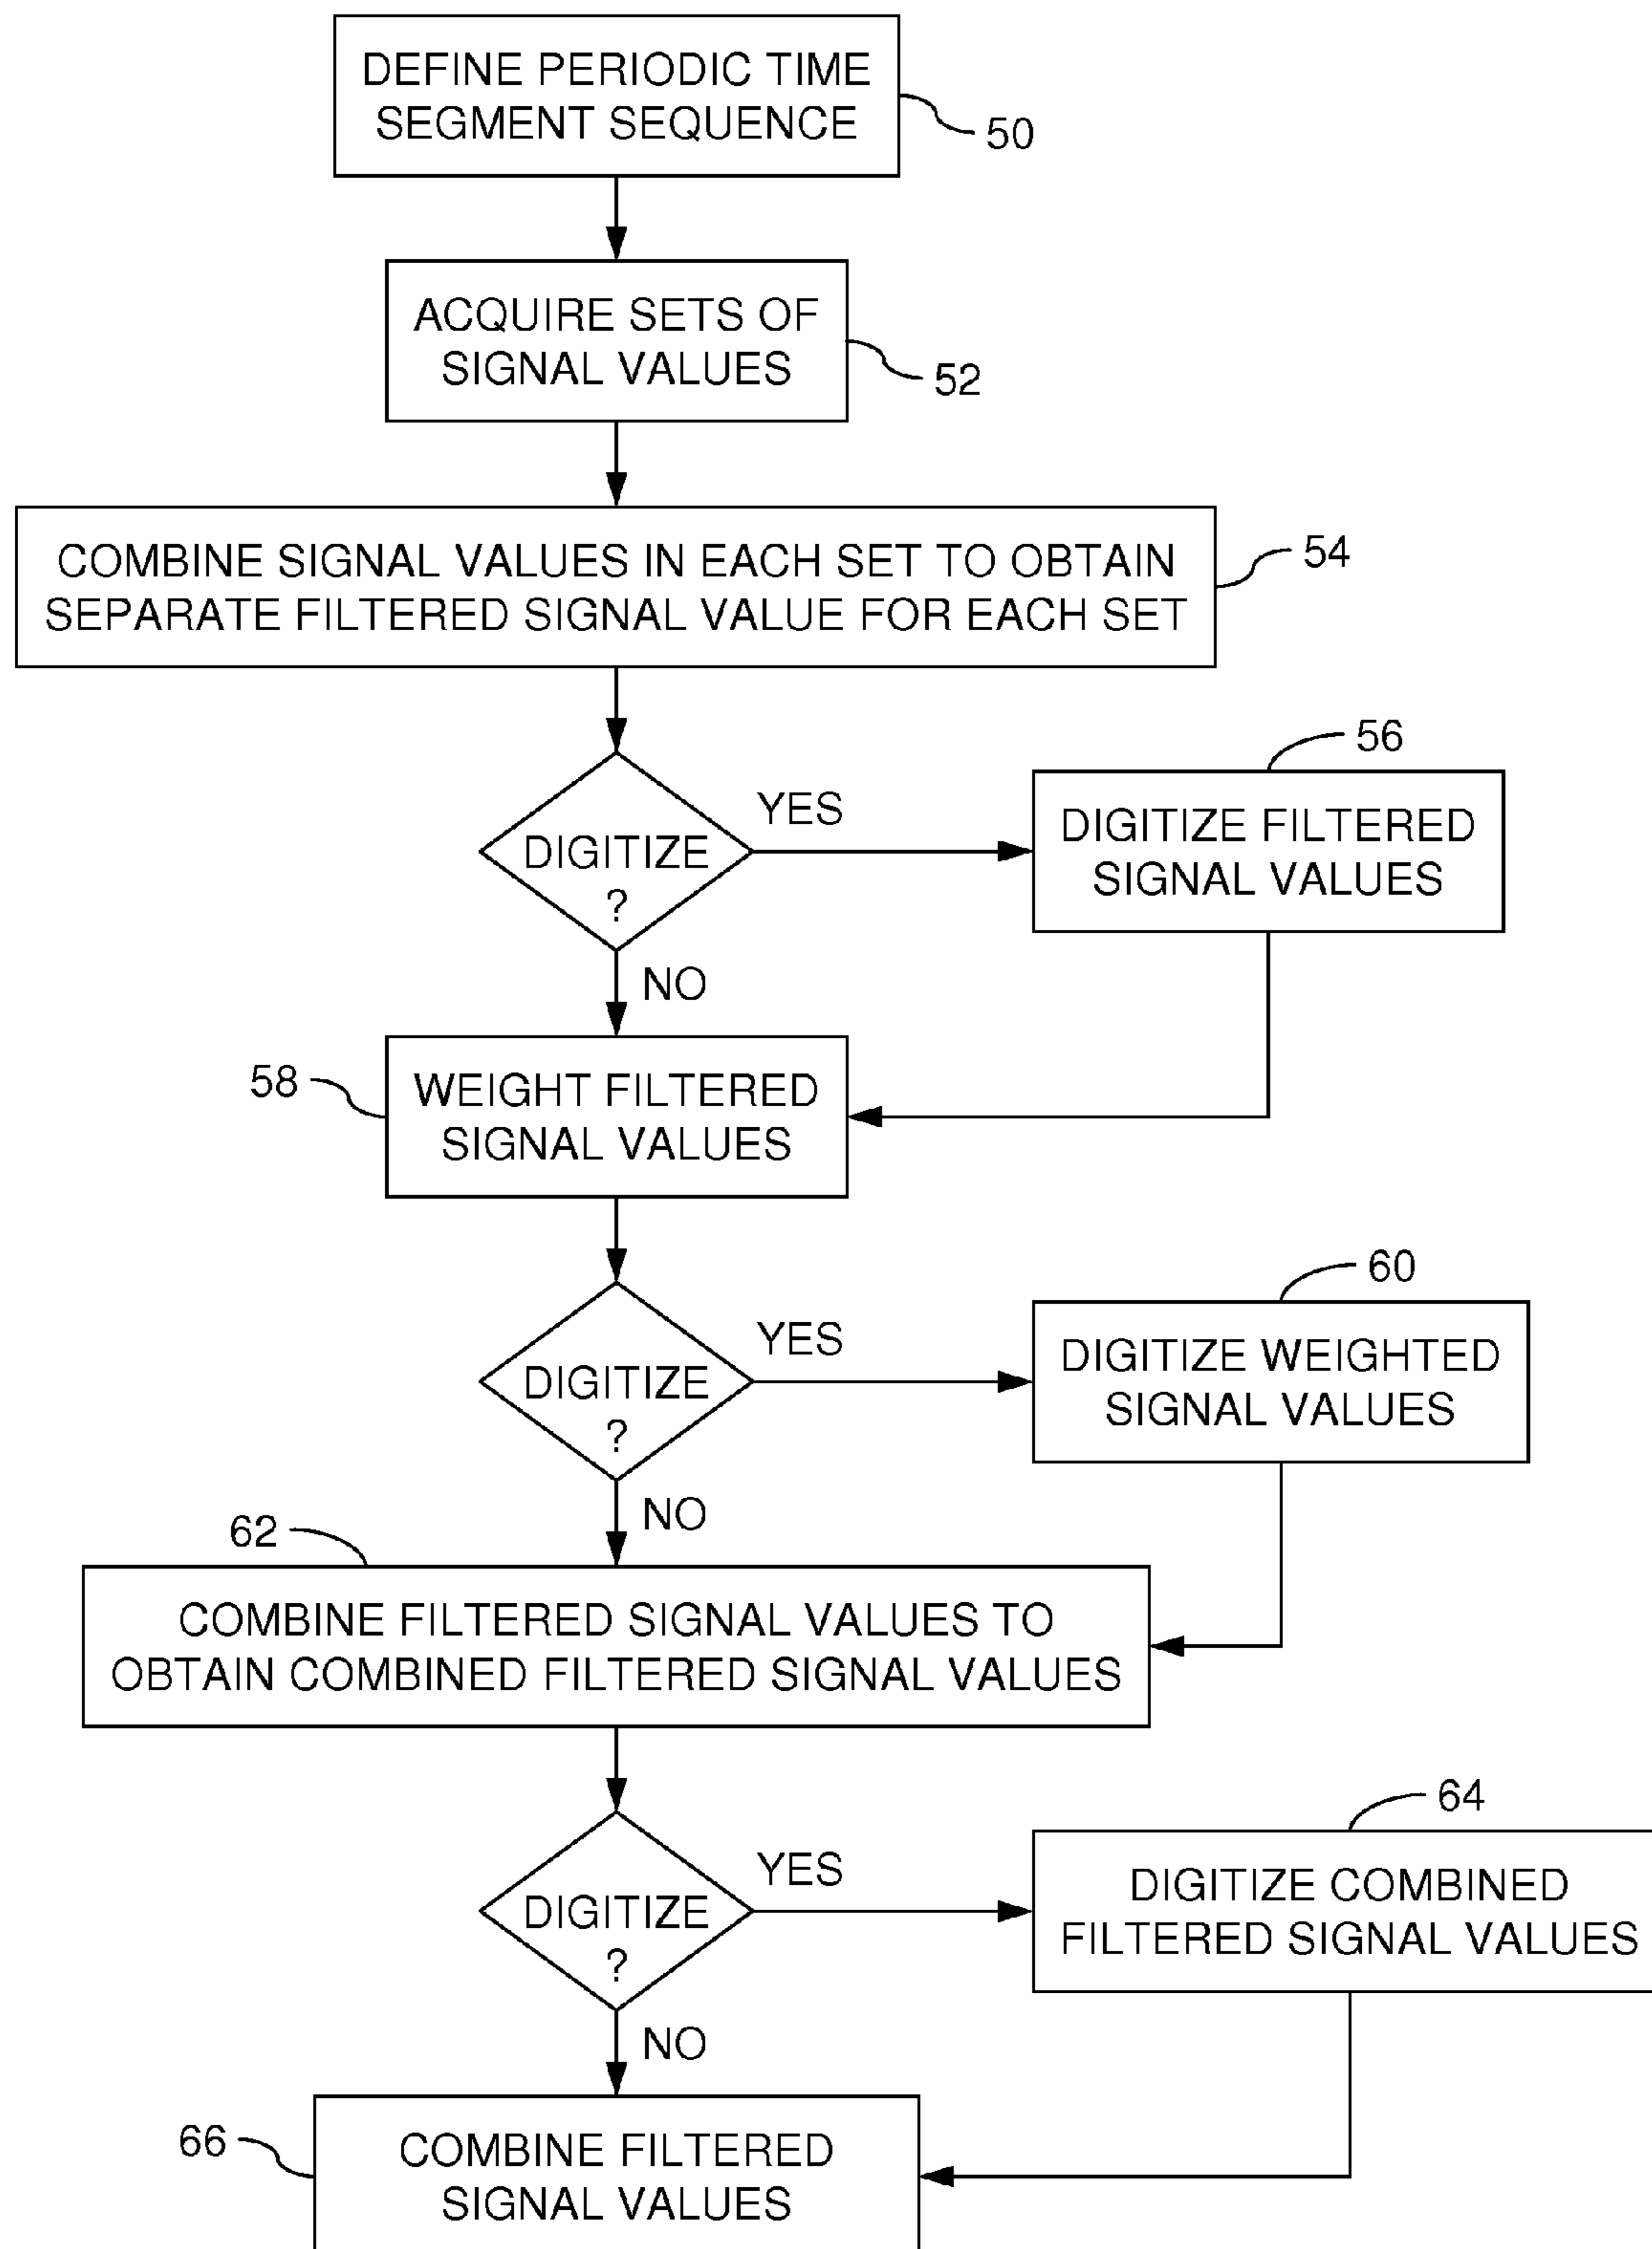 DEFINE PERIODIC TIME
SEGMENT SEQUENCE
50
ACQUIRE SETS OF
SIGNAL VALUES
52
COMBINE SIGNAL VALUES IN EACH SET TO OBTAIN
SEPARATE FILTERED SIGNAL VALUE FOR EACH SET
54
DIGITIZE
?
YES
NO
56
DIGITIZE FILTERED
SIGNAL VALUES
58
WEIGHT FILTERED
SIGNAL VALUES
DIGITIZE
?
YES
NO
60
DIGITIZE WEIGHTED
SIGNAL VALUES
62
COMBINE FILTERED SIGNAL VALUES TO
OBTAIN COMBINED FILTERED SIGNAL VALUES
DIGITIZE
?
YES
NO
64
DIGITIZE COMBINED
FILTERED SIGNAL VALUES
66
COMBINE FILTERED
SIGNAL VALUES